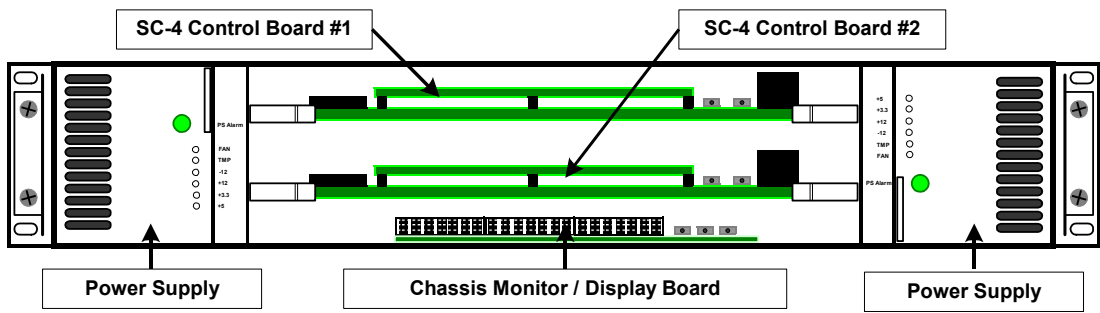 SC-4 Control Board #1
SC-4 Control Board #2
PS Alarm
FAN
TMP
-12
+12
+3.3
+5
+5
+3.3
+12
-12
TMP
FAN
PS Alarm
Power Supply
Chassis Monitor / Display Board
Power Supply